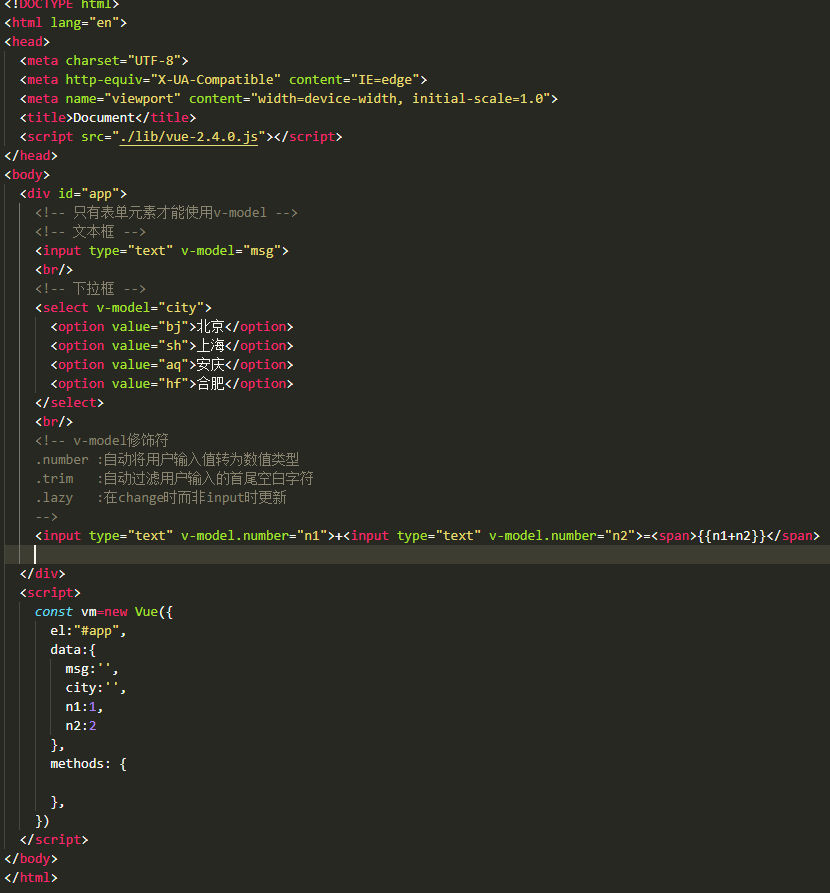 <!DOCTYPE html>
<html lang="en">
<head>
  <meta charset="UTF-8">
  <meta http-equiv="X-UA-Compatible" content="IE=edge">
  <meta name="viewport" content="width=device-width, initial-scale=1.0">
  <title>Document</title>
  <script src="./lib/vue-2.4.0.js"></script>
</head>
<body>
  <div id="app">
    <!-- 只有表单元素才能使用v-model -->
    <!-- 文本框 -->
    <input type="text" v-model="msg">
    <br/>
    <!-- 下拉框 -->
    <select v-model="city">
      <option value="bj">北京</option>
      <option value="sh">上海</option>
      <option value="aq">安庆</option>
      <option value="hf">合肥</option>
    </select>
    <br/>
    <!-- v-model修饰符
    .number :自动将用户输入值转为数值类型
    .trim   :自动过滤用户输入的首尾空白字符
    .lazy   :在change时而非input时更新
    -->
    <input type="text" v-model.number="n1">+<input type="text" v-model.number="n2">=<span>{{n1+n2}}</span>
  </div>
  <script>
    const vm=new Vue({
      el:"#app",
      data:{
        msg:'',
        city:'',
        n1:1,
        n2:2
      },
      methods: {
      },
    })
  </script>
</body>
</html>